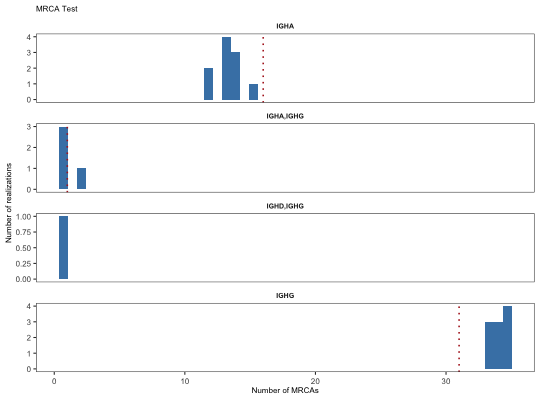 MRCA Test
IGHA
4
3
2
1
0
IGHA,IGHG
3
2
1
0
Number of realizations
IGHD,IGHG
1.00
0.75
0.50
0.25
0.00
IGHG
4
3
2
1
0
0 10 20 30
Number of MRCAs